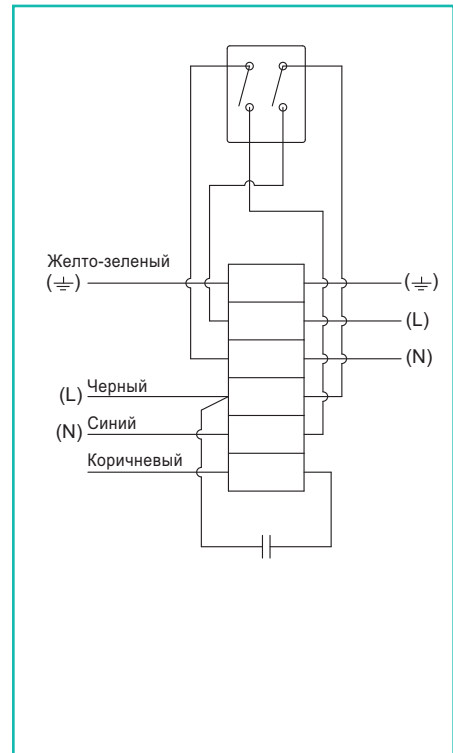 Желто-зеленый
(⏚) (⏚)
(L)
(N)
(L) Черный
(N) Синий
Коричневый